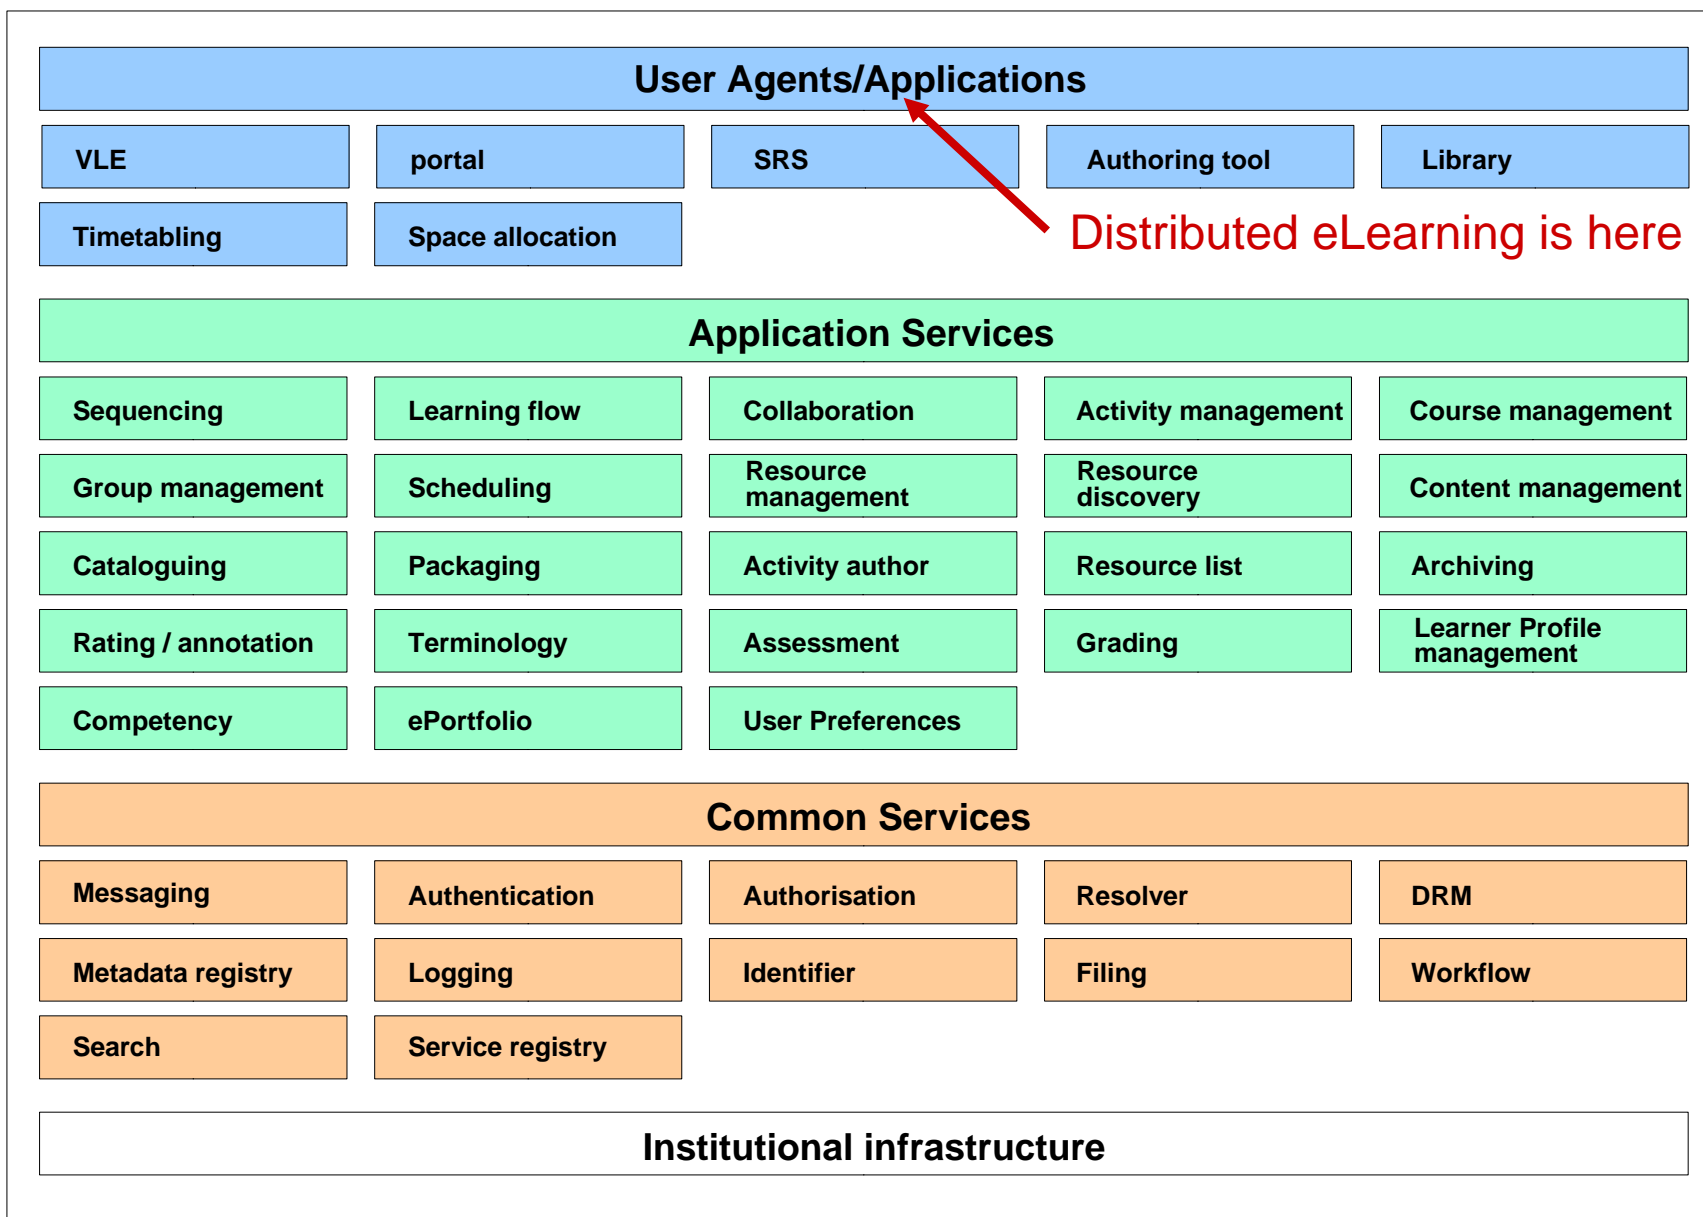 User Agents/Applications
VLE
portal
SRS
Authoring tool
Library
Timetabling
Space allocation
Distributed eLearning is here
Application Services
Sequencing
Learning flow
Collaboration
Activity management
Course management
Group management
Scheduling
Resource
management
Resource
discovery
Content management
Cataloguing
Packaging
Activity author
Resource list
Archiving
Rating / annotation
Terminology
Assessment
Grading
Learner Profile
management
Competency
ePortfolio
User Preferences
Common Services
Messaging
Authentication
Authorisation
Resolver
DRM
Metadata registry
Logging
Identifier
Filing
Workflow
Search
Service registry
Institutional infrastructure